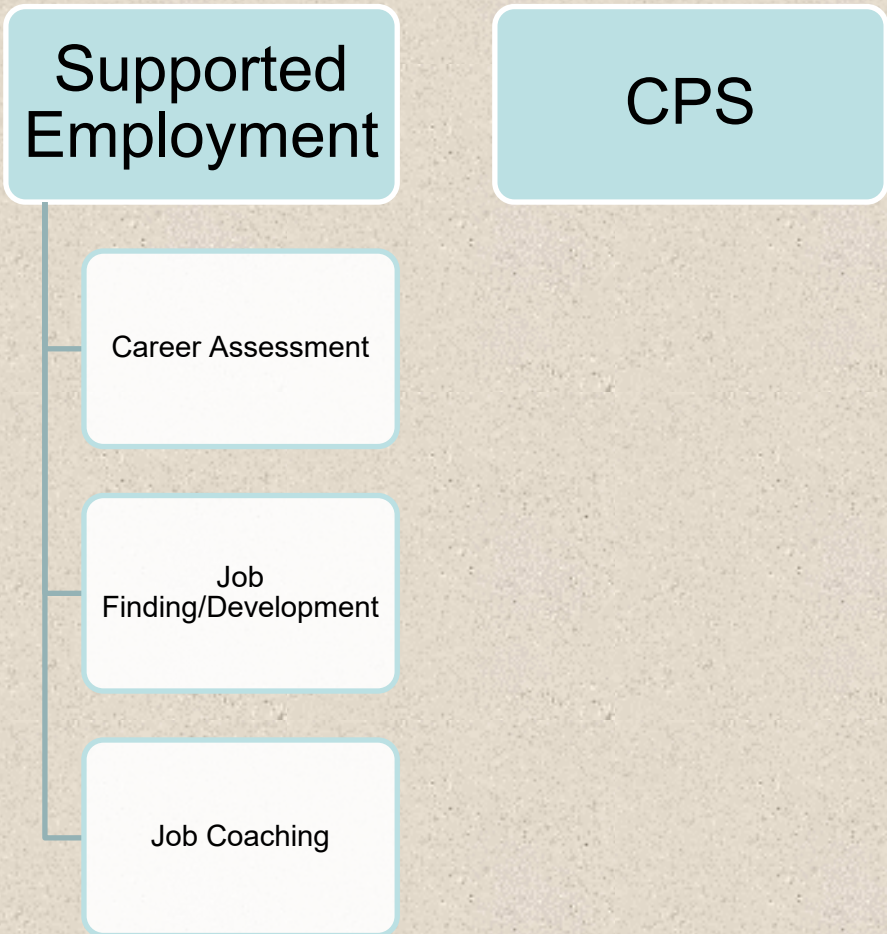 Supported
Employment
CPS
Career Assessment
Job
Finding/Development
Job Coaching